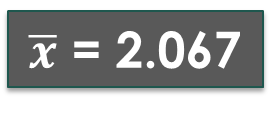 x̅ = 2.067